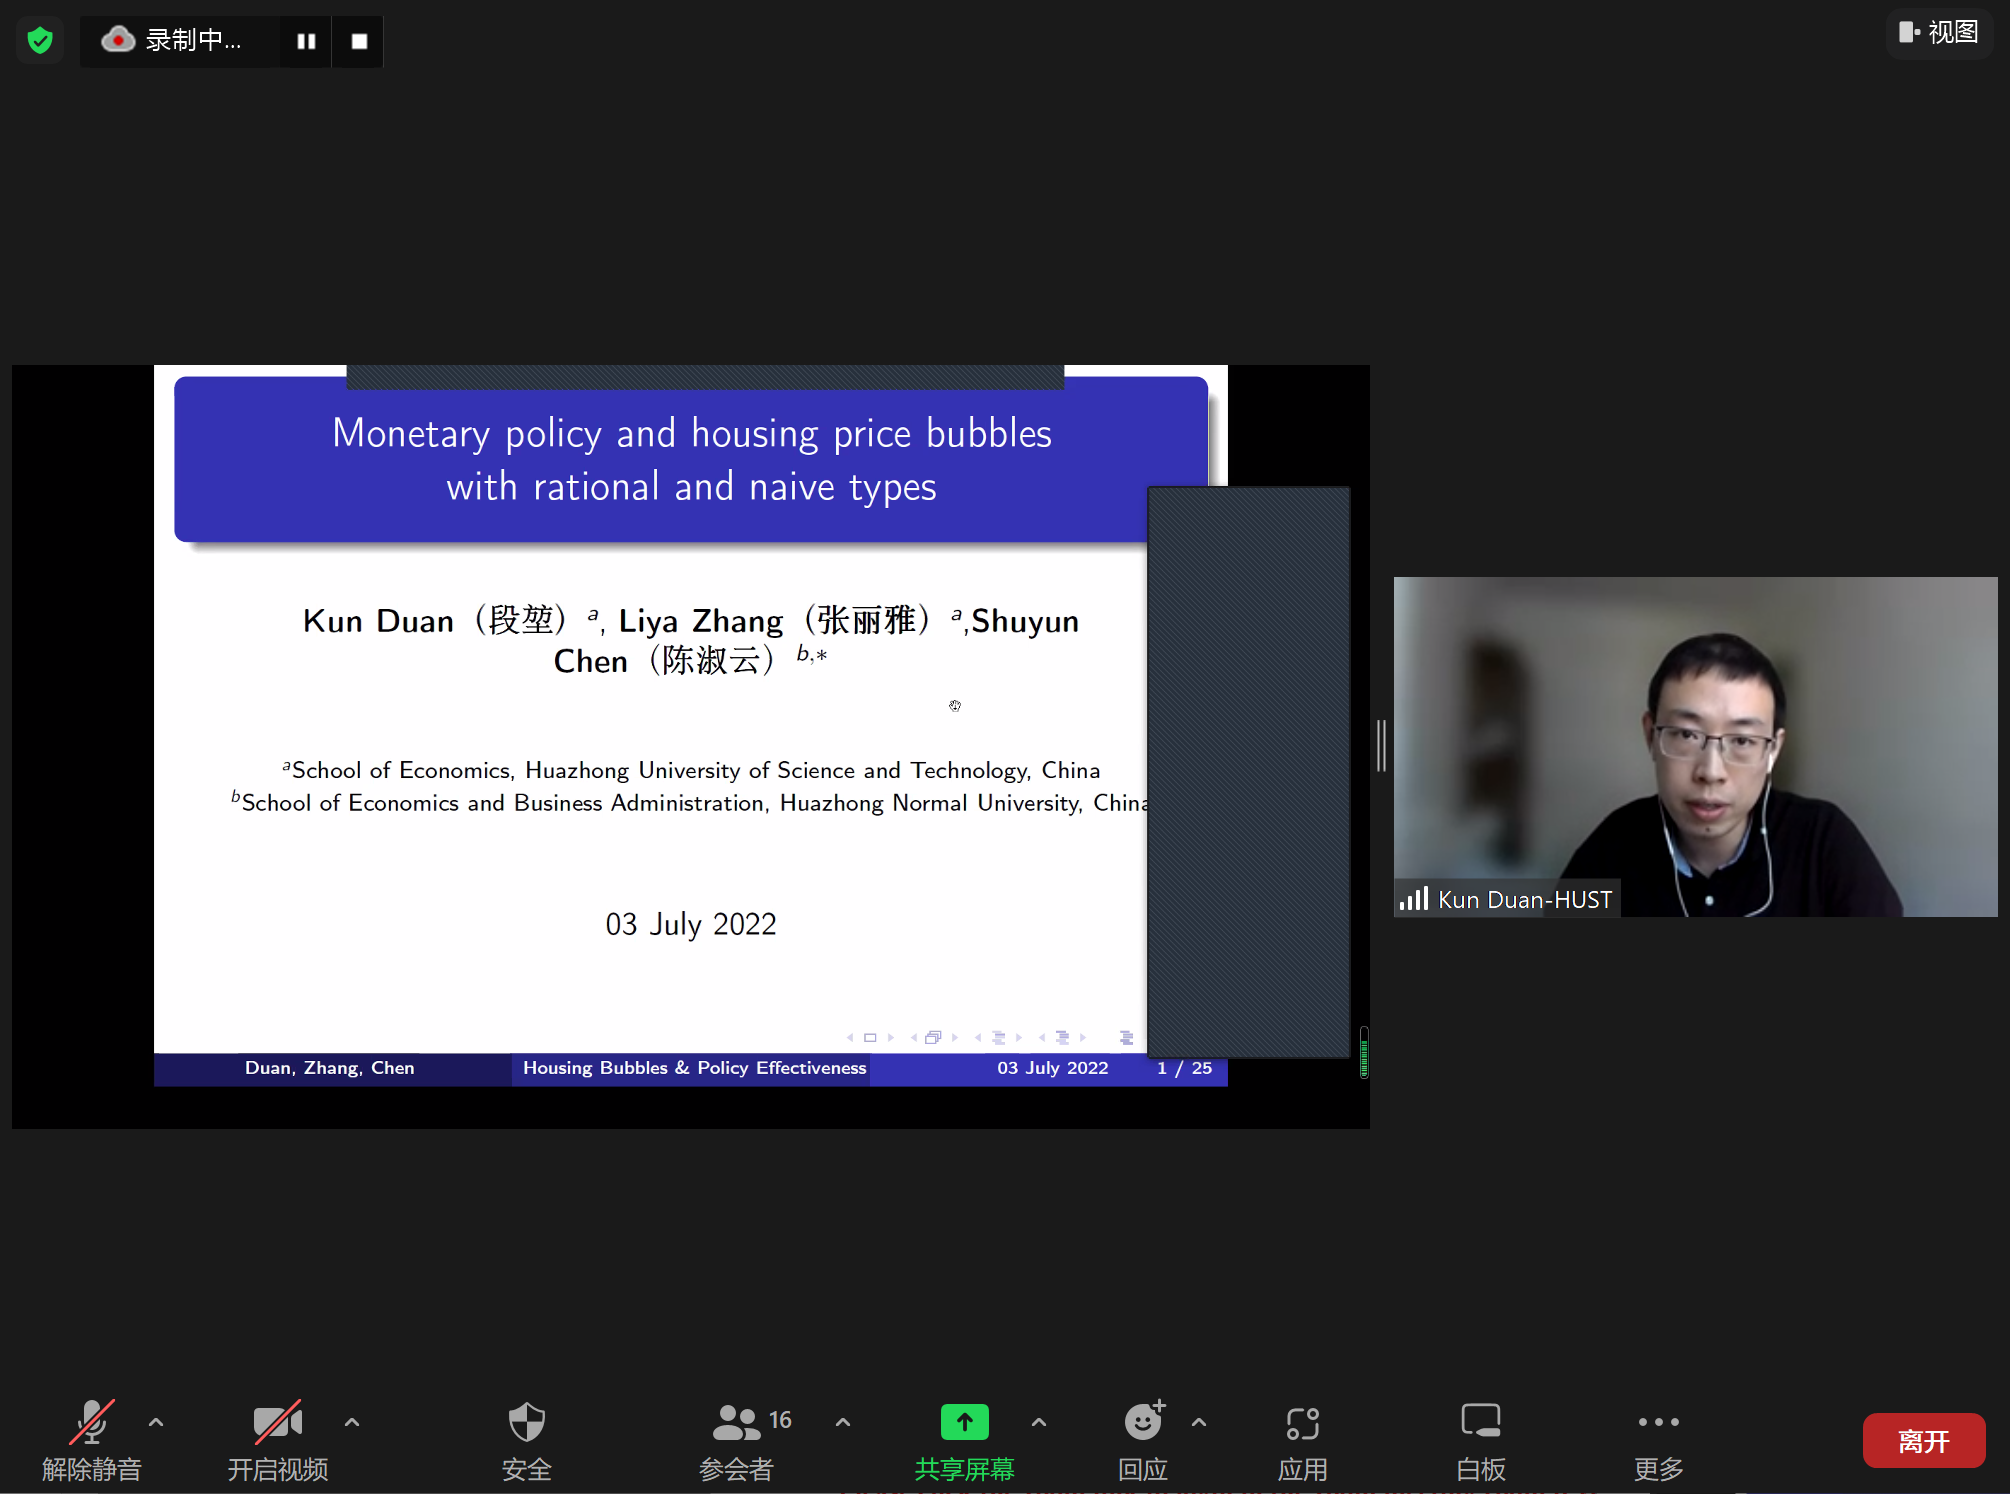 录制中...
视图
Monetary policy and housing price bubbles
with rational and naive types
Kun Duan（段堃）a, Liya Zhang（张丽雅）a,Shuyun
Chen（陈淑云）b,*
aSchool of Economics, Huazhong University of Science and Technology, China
bSchool of Economics and Business Administration, Huazhong Normal University, China
03 July 2022
Duan, Zhang, Chen
Housing Bubbles & Policy Effectiveness
03 July 2022
1 / 25
Kun Duan-HUST
解除静音
开启视频
安全
参会者
16
共享屏幕
回应
应用
白板
更多
离开